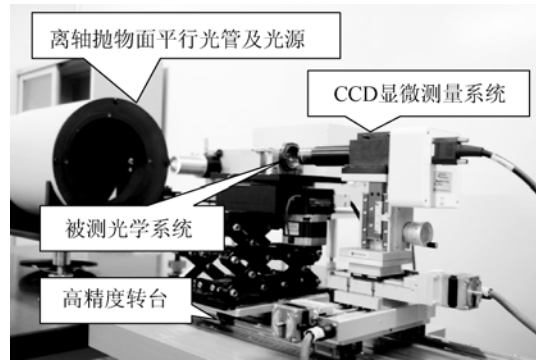 离轴抛物面平行光管及光源
CCD显微测量系统
被测光学系统
高精度转台